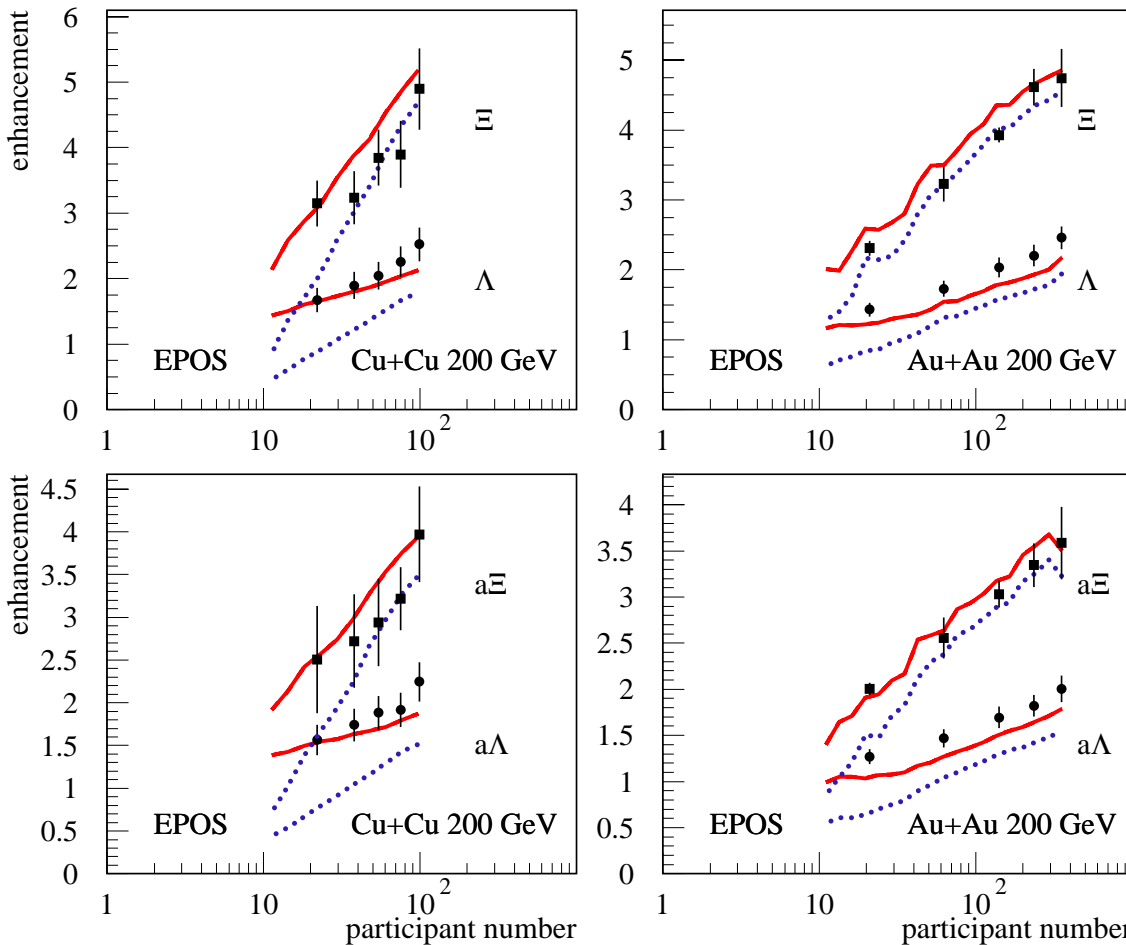 6
5
4
3
2
1
0
enhancement
Ξ
Λ
EPOS
Cu+Cu 200 GeV
1
10
10²
5
4
3
2
1
0
Ξ
Λ
EPOS
Au+Au 200 GeV
1
10
10²
4.5
4
3.5
3
2.5
2
1.5
1
0.5
0
enhancement
aΞ
aΛ
EPOS
Cu+Cu 200 GeV
1
10
10²
participant number
4
3.5
3
2.5
2
1.5
1
0.5
0
aΞ
aΛ
EPOS
Au+Au 200 GeV
1
10
10²
participant number